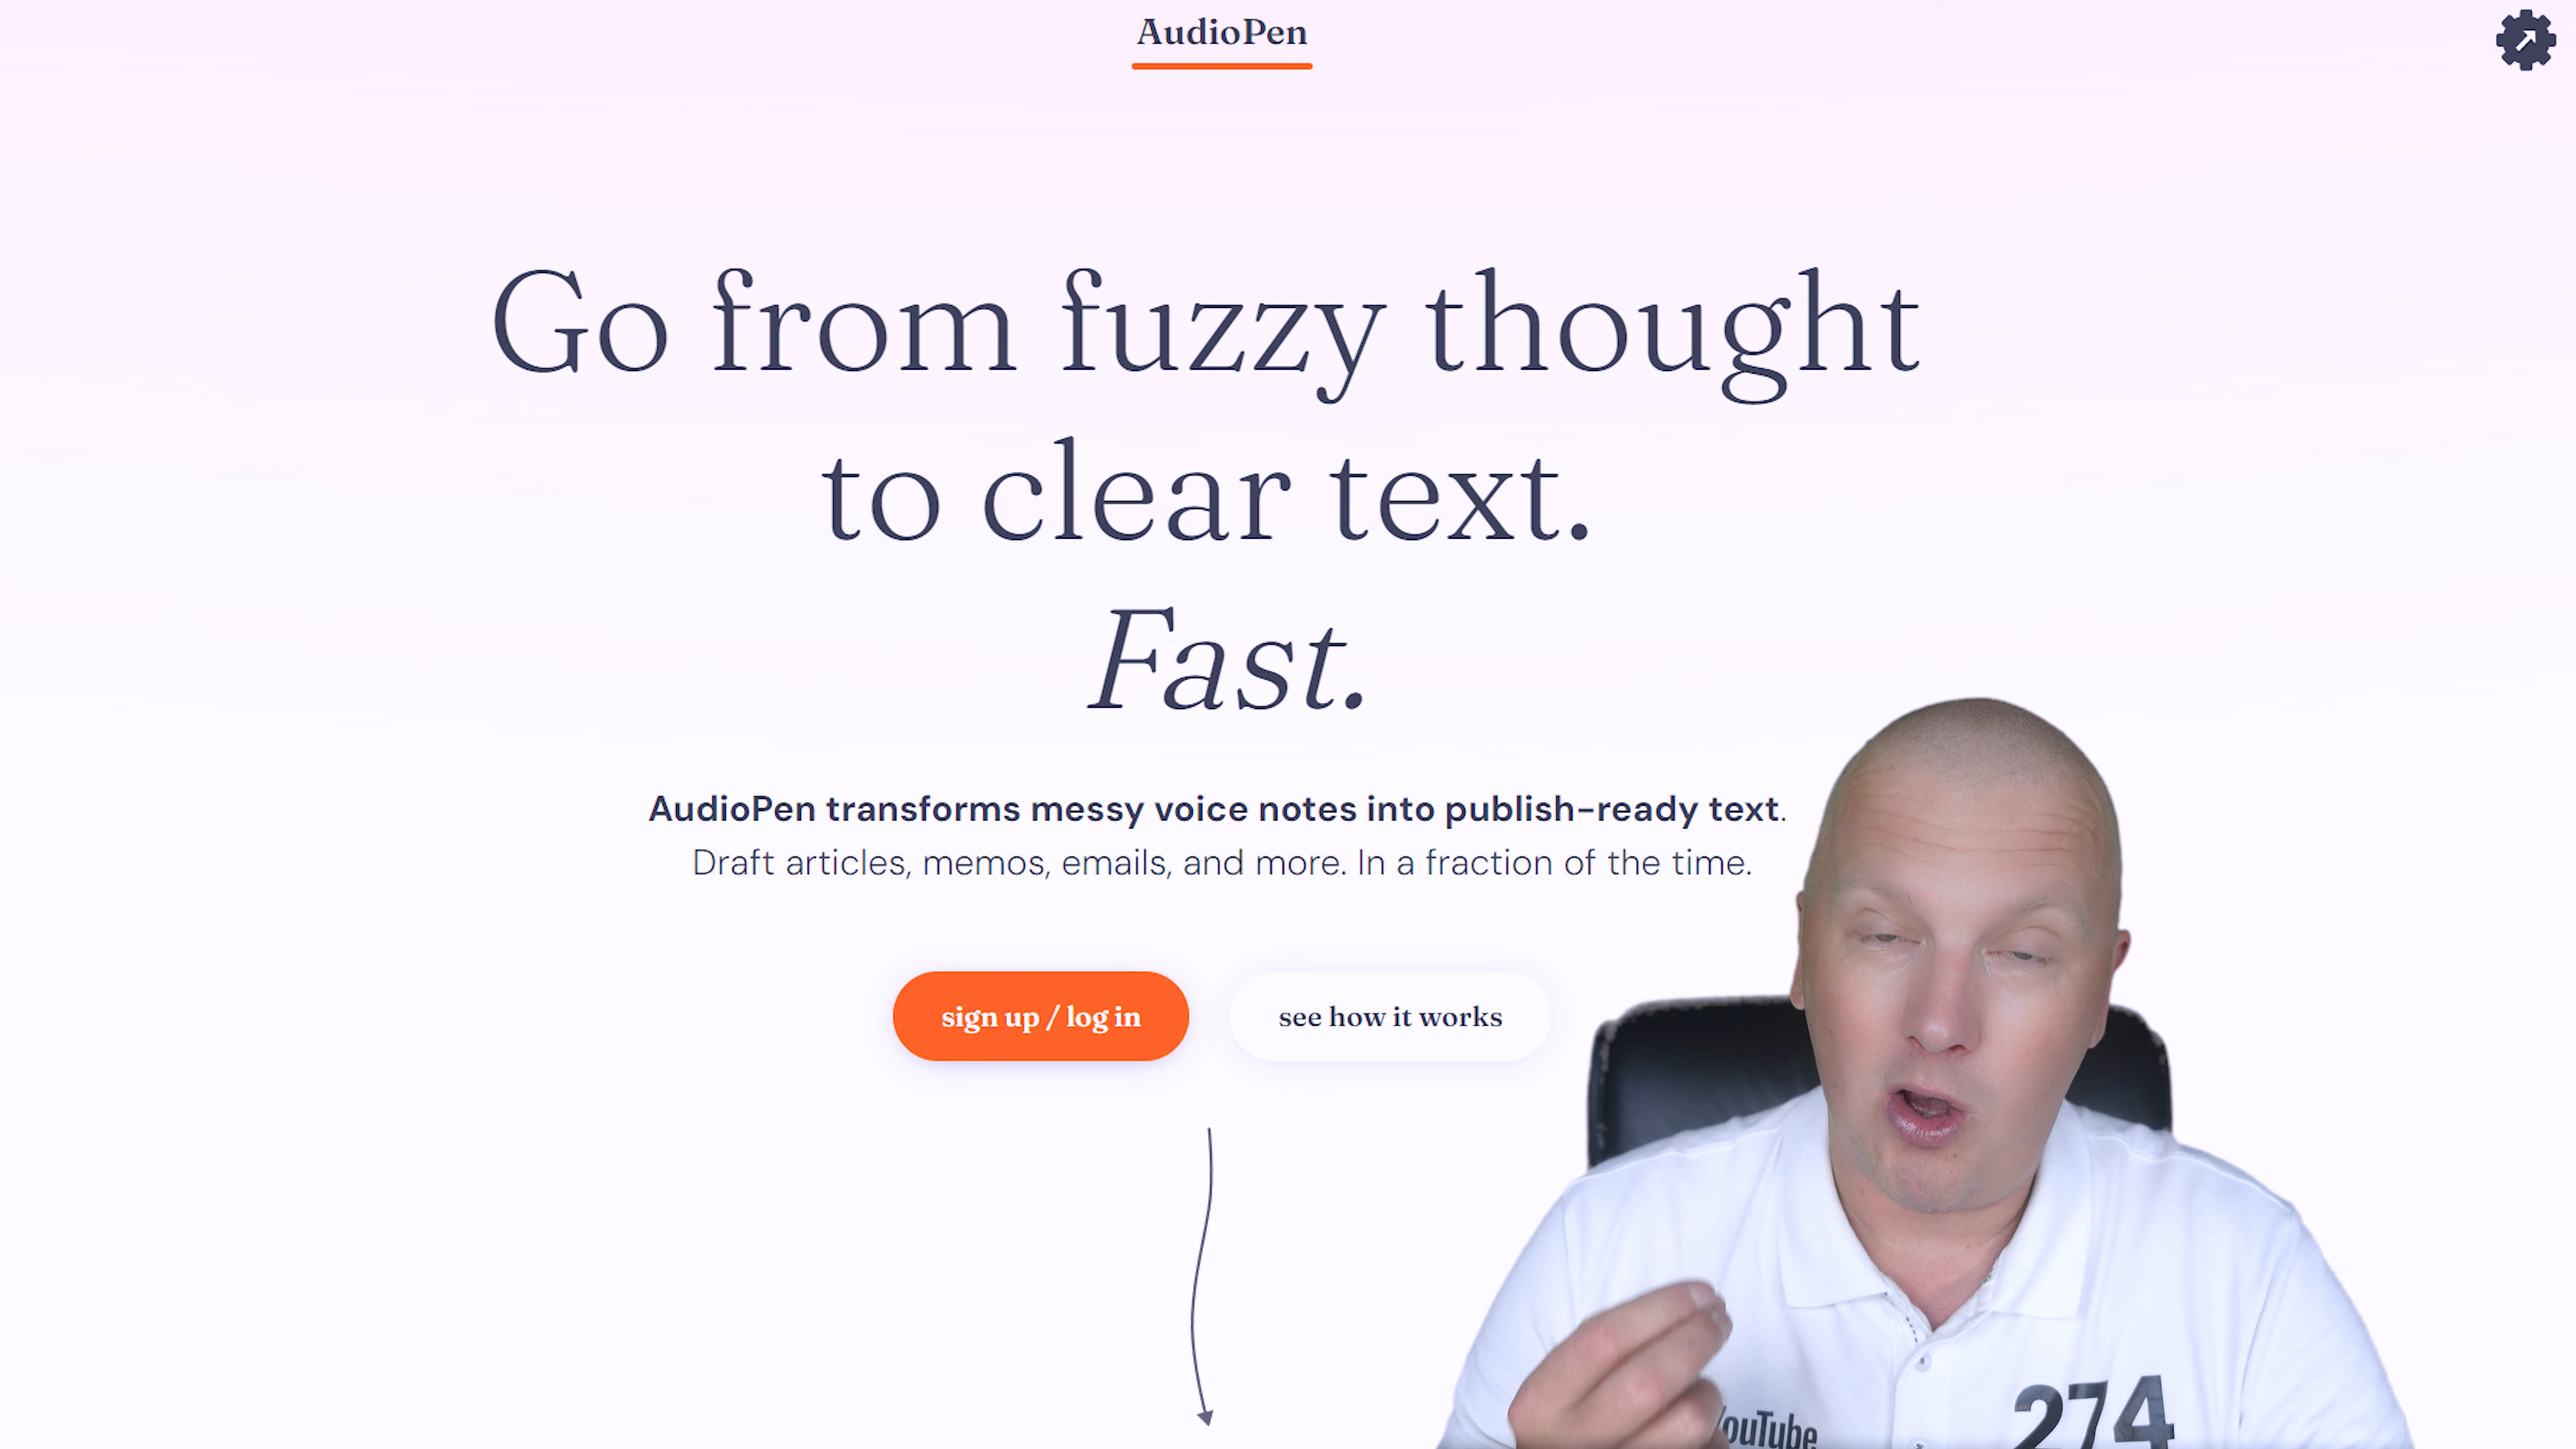 AudioPen
Go from fuzzy thought
to clear text.
Fast.
AudioPen transforms messy voice notes into publish-ready text.
Draft articles, memos, emails, and more. In a fraction of the time.
sign up / log in
see how it works
YouTube
274